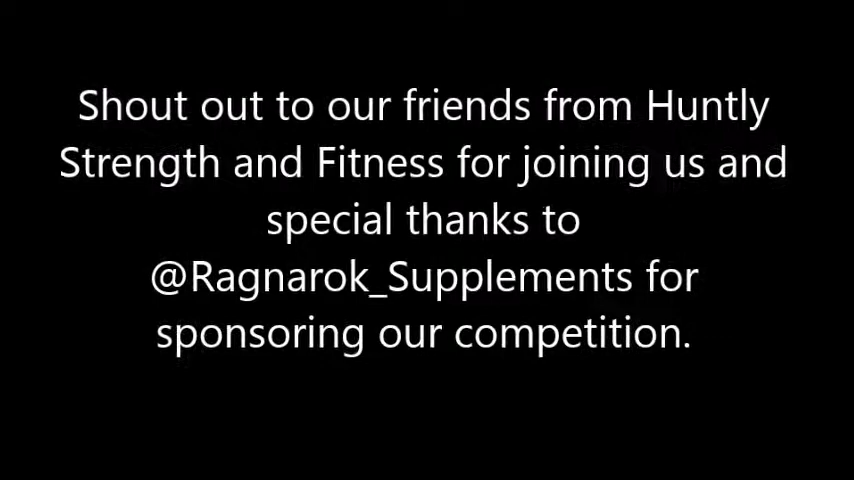 Shout out to our friends from Huntly
Strength and Fitness for joining us and
special thanks to
@Ragnarok_Supplements for
sponsoring our competition.